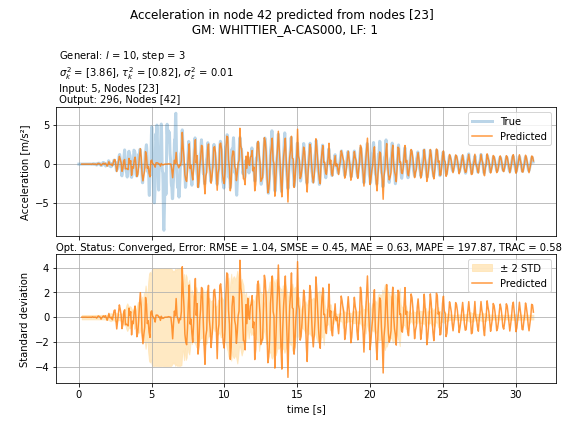 Acceleration in node 42 predicted from nodes [23]
GM: WHITTIER_A-CAS000, LF: 1
General: l = 10, step = 3
σ²ₖ = [3.86], τ²ₖ = [0.82], σ²ₑ = 0.01
Input: 5, Nodes [23]
Output: 296, Nodes [42]
Acceleration [m/s²]
5
0
−5
True
Predicted
Opt. Status: Converged, Error: RMSE = 1.04, SMSE = 0.45, MAE = 0.63, MAPE = 197.87, TRAC = 0.58
Standard deviation
4
2
0
−2
−4
± 2 STD
Predicted
0 5 10 15 20 25 30
time [s]